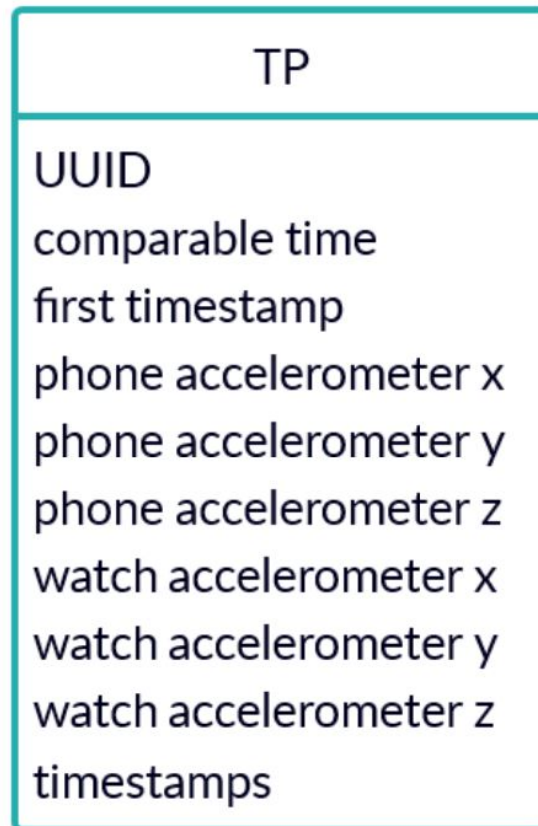 TP
UUID
comparable time
first timestamp
phone accelerometer x
phone accelerometer y
phone accelerometer z
watch accelerometer x
watch accelerometer y
watch accelerometer z
timestamps